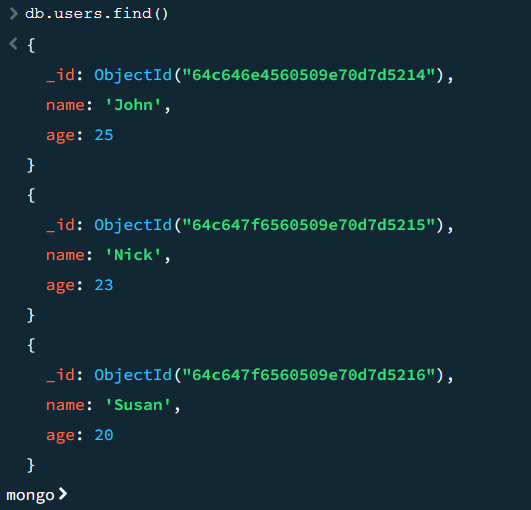 > db.users.find()
< {
_id: ObjectId("64c646e4560509e70d7d5214"),
name: 'John',
age: 25
}
{
_id: ObjectId("64c647f6560509e70d7d5215"),
name: 'Nick',
age: 23
}
{
_id: ObjectId("64c647f6560509e70d7d5216"),
name: 'Susan',
age: 20
}
mongo>